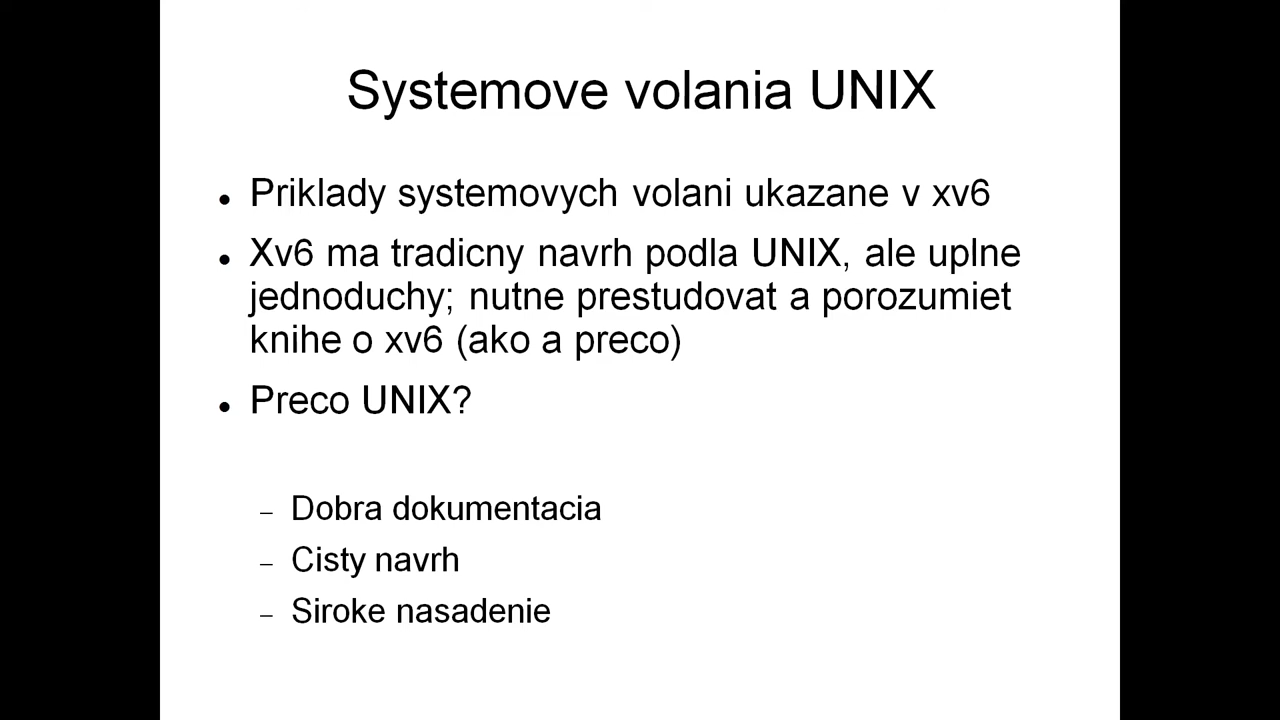 Systemove volania UNIX
● Priklady systemovych volani ukazane v xv6
● Xv6 ma tradicny navrh podla UNIX, ale uplne
jednoduchy; nutne prestudovat a porozumiet
knihe o xv6 (ako a preco)
● Preco UNIX?
– Dobra dokumentacia
– Cisty navrh
– Siroke nasadenie